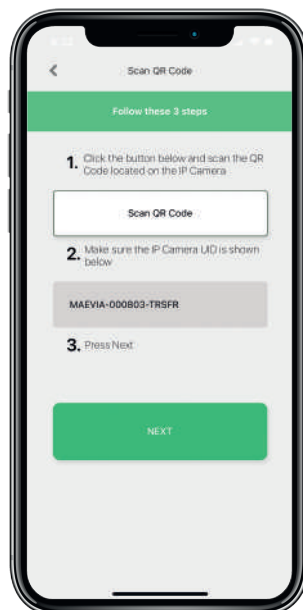 Scan QR Code
Follow these 3 steps
1. Click the button below and scan the QR
Code located on the IP Camera
Scan QR Code
2. Make sure the IP Camera UID is shown
below
MAEVIA-000803-TRSFR
3. Press Next
NEXT